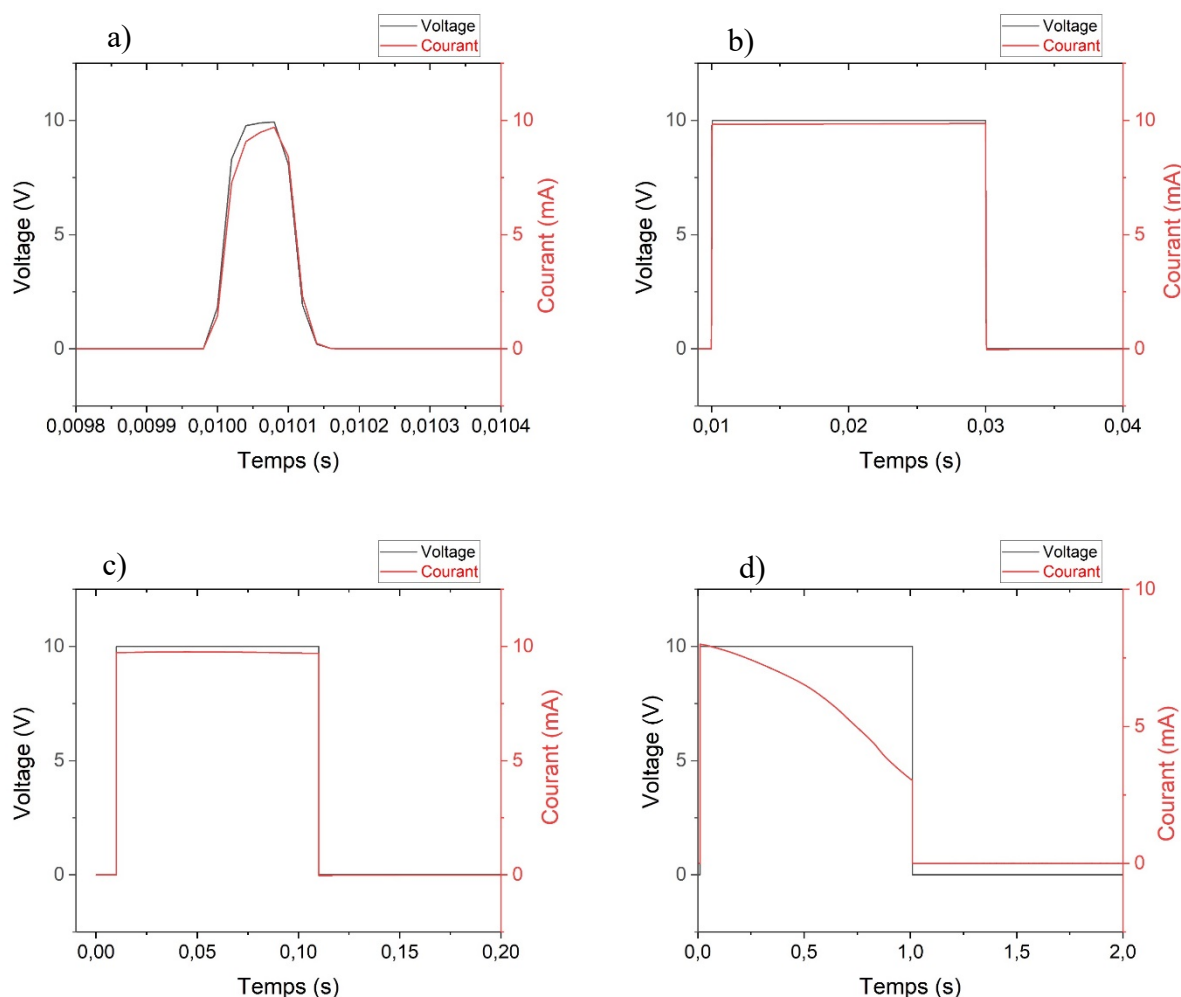 a)
Voltage
Courant
10
5
0
Voltage (V)
10
5
0
Courant (mA)
0,0098 0,0099 0,0100 0,0101 0,0102 0,0103 0,0104
Temps (s)
b)
Voltage
Courant
10
5
0
Voltage (V)
10
5
0
Courant (mA)
0,01 0,02 0,03 0,04
Temps (s)
c)
Voltage
Courant
10
5
0
Voltage (V)
10
5
0
Courant (mA)
0,00 0,05 0,10 0,15 0,20
Temps (s)
d)
Voltage
Courant
10
5
0
Voltage (V)
10
5
0
Courant (mA)
0,0 0,5 1,0 1,5 2,0
Temps (s)